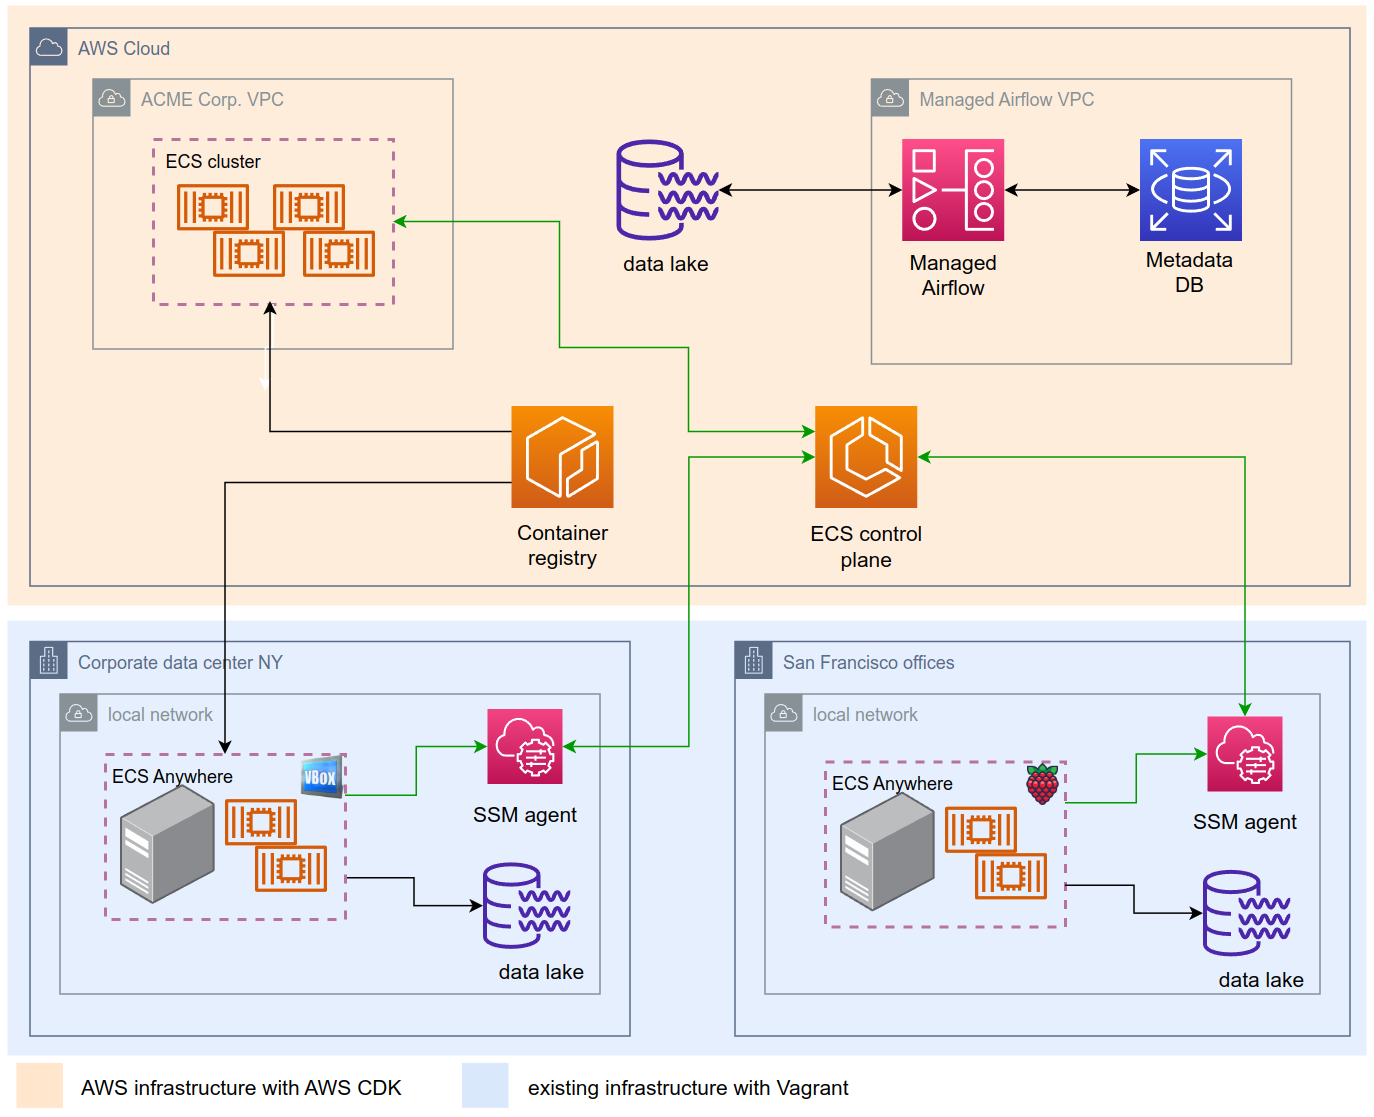 AWS Cloud
ACME Corp. VPC
Managed Airflow VPC
ECS cluster
data lake
Managed
Airflow
Metadata
DB
Container
registry
ECS control
plane
Corporate data center NY
San Francisco offices
local network
local network
ECS Anywhere
VBox
SSM agent
data lake
ECS Anywhere
SSM agent
data lake
AWS infrastructure with AWS CDK
existing infrastructure with Vagrant